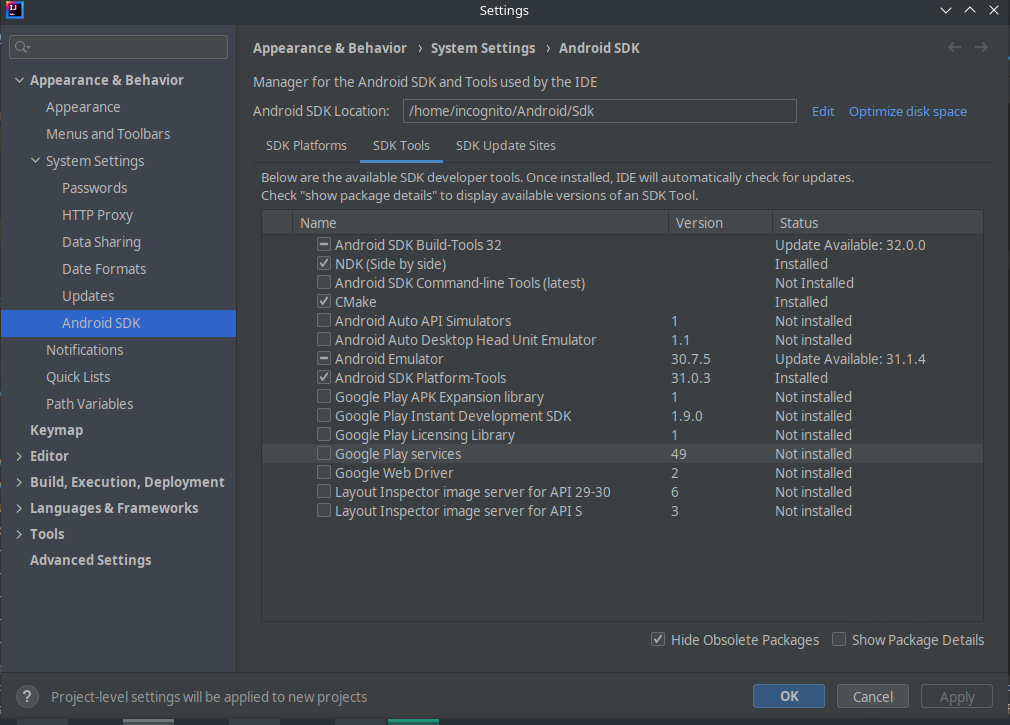 IJ
Settings
Appearance & Behavior
Appearance
Menus and Toolbars
System Settings
Passwords
HTTP Proxy
Data Sharing
Date Formats
Updates
Android SDK
Notifications
Quick Lists
Path Variables
Keymap
Editor
Build, Execution, Deployment
Languages & Frameworks
Tools
Advanced Settings
Appearance & Behavior › System Settings › Android SDK
Manager for the Android SDK and Tools used by the IDE
Android SDK Location: /home/incognito/Android/Sdk Edit Optimize disk space
SDK Platforms SDK Tools SDK Update Sites
Below are the available SDK developer tools. Once installed, IDE will automatically check for updates.
Check "show package details" to display available versions of an SDK Tool.
Name Version Status
Android SDK Build-Tools 32 Update Available: 32.0.0
NDK (Side by side) Installed
Android SDK Command-line Tools (latest) Not Installed
CMake Installed
Android Auto API Simulators 1 Not installed
Android Auto Desktop Head Unit Emulator 1.1 Not installed
Android Emulator 30.7.5 Update Available: 31.1.4
Android SDK Platform-Tools 31.0.3 Installed
Google Play APK Expansion library 1 Not installed
Google Play Instant Development SDK 1.9.0 Not installed
Google Play Licensing Library 1 Not installed
Google Play services 49 Not installed
Google Web Driver 2 Not installed
Layout Inspector image server for API 29-30 6 Not installed
Layout Inspector image server for API S 3 Not installed
Hide Obsolete Packages Show Package Details
? Project-level settings will be applied to new projects
OK Cancel Apply